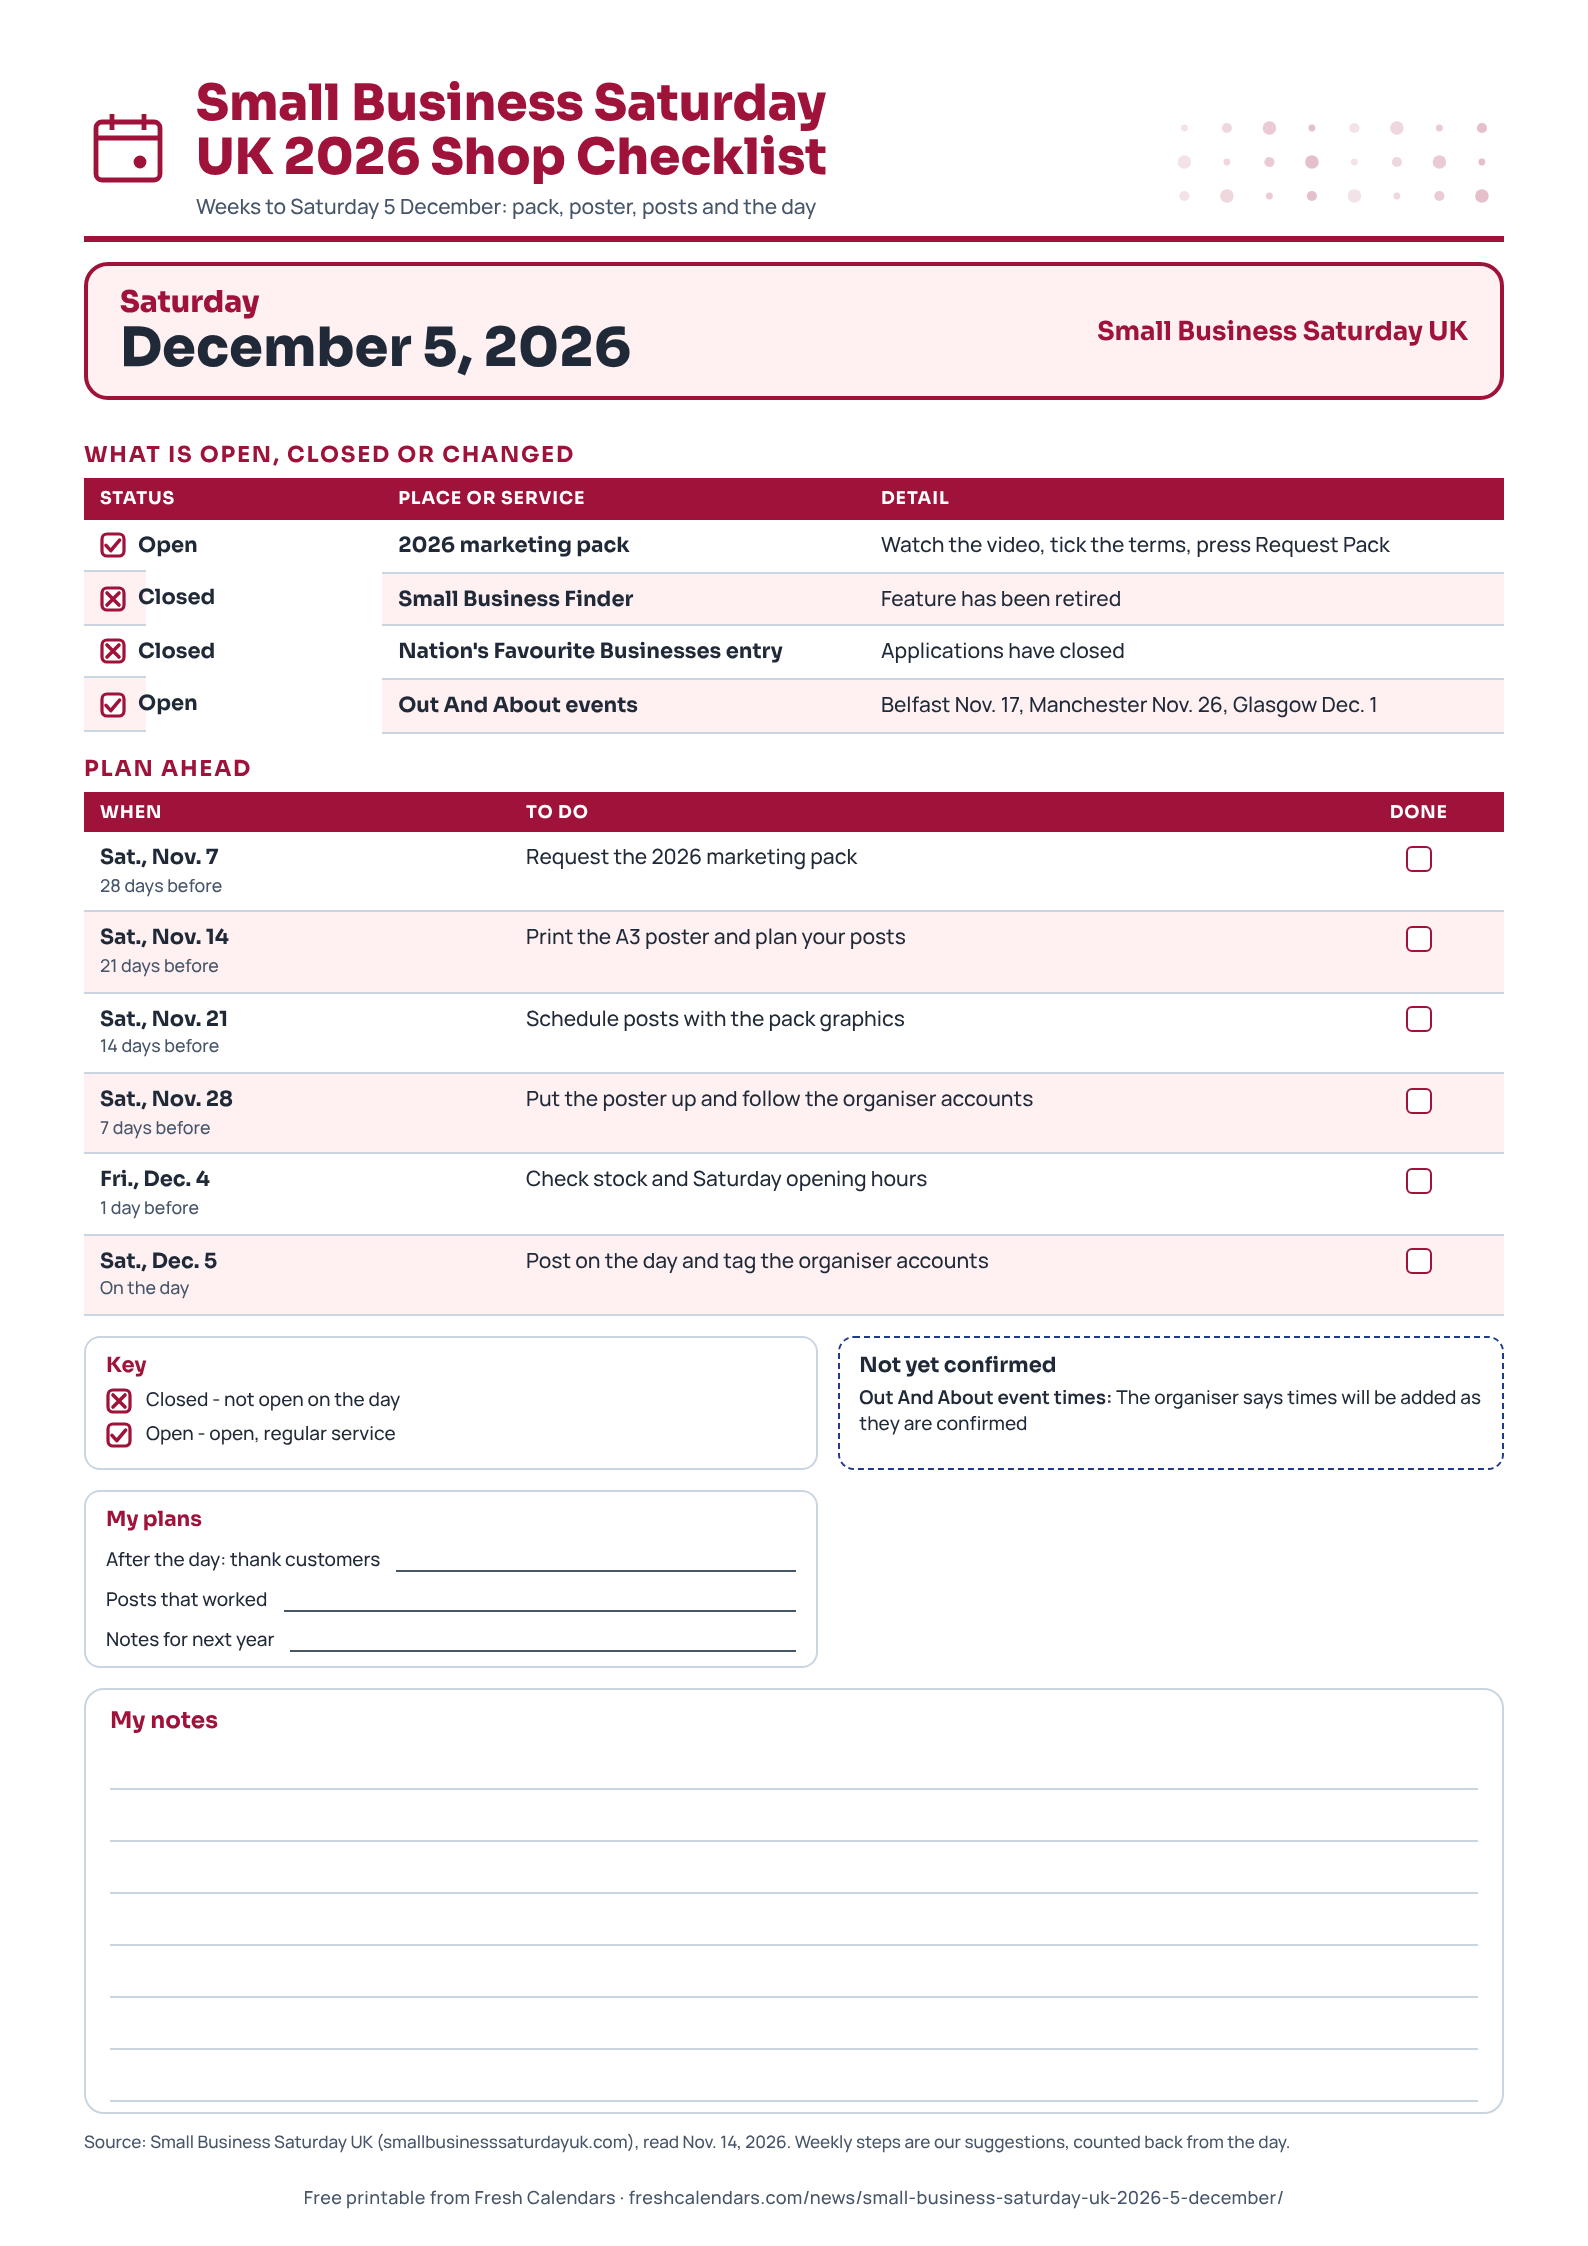 Small Business Saturday
UK 2026 Shop Checklist
Weeks to Saturday 5 December: pack, poster, posts and the day
Saturday
December 5, 2026
Small Business Saturday UK
WHAT IS OPEN, CLOSED OR CHANGED
STATUS PLACE OR SERVICE DETAIL
Open 2026 marketing pack Watch the video, tick the terms, press Request Pack
Closed Small Business Finder Feature has been retired
Closed Nation's Favourite Businesses entry Applications have closed
Open Out And About events Belfast Nov. 17, Manchester Nov. 26, Glasgow Dec. 1
PLAN AHEAD
WHEN TO DO DONE
Sat., Nov. 7 Request the 2026 marketing pack
28 days before
Sat., Nov. 14 Print the A3 poster and plan your posts
21 days before
Sat., Nov. 21 Schedule posts with the pack graphics
14 days before
Sat., Nov. 28 Put the poster up and follow the organiser accounts
7 days before
Fri., Dec. 4 Check stock and Saturday opening hours
1 day before
Sat., Dec. 5 Post on the day and tag the organiser accounts
On the day
Key
Closed - not open on the day
Open - open, regular service
Not yet confirmed
Out And About event times: The organiser says times will be added as
they are confirmed
My plans
After the day: thank customers
Posts that worked
Notes for next year
My notes
Source: Small Business Saturday UK (smallbusinesssaturdayuk.com), read Nov. 14, 2026. Weekly steps are our suggestions, counted back from the day.
Free printable from Fresh Calendars · freshcalendars.com/news/small-business-saturday-uk-2026-5-december/